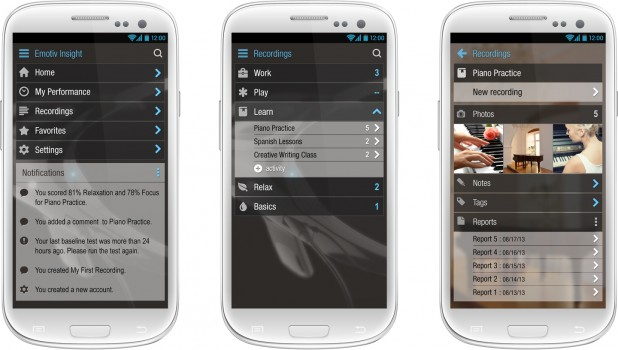 12:00
Emotiv Insight
Home
My Performance
Recordings
Favorites
Settings
Notifications
You scored 81% Relaxation and 78% Focus
for Piano Practice.
You added a comment to Piano Practice.
Your last baseline test was more than 24
hours ago. Please run the test again.
You created My First Recording.
You created a new account.
12:00
Recordings
Work 3
Play --
Learn
Piano Practice 5
Spanish Lessons 2
Creative Writing Class 2
activity
Relax 2
Basics 1
12:00
Recordings
Piano Practice
New recording
Photos 5
Notes
Tags
Reports
Report 5 : 08/17/13
Report 4 : 08/16/13
Report 3 : 08/15/13
Report 2 : 08/14/13
Report 1 : 08/13/13